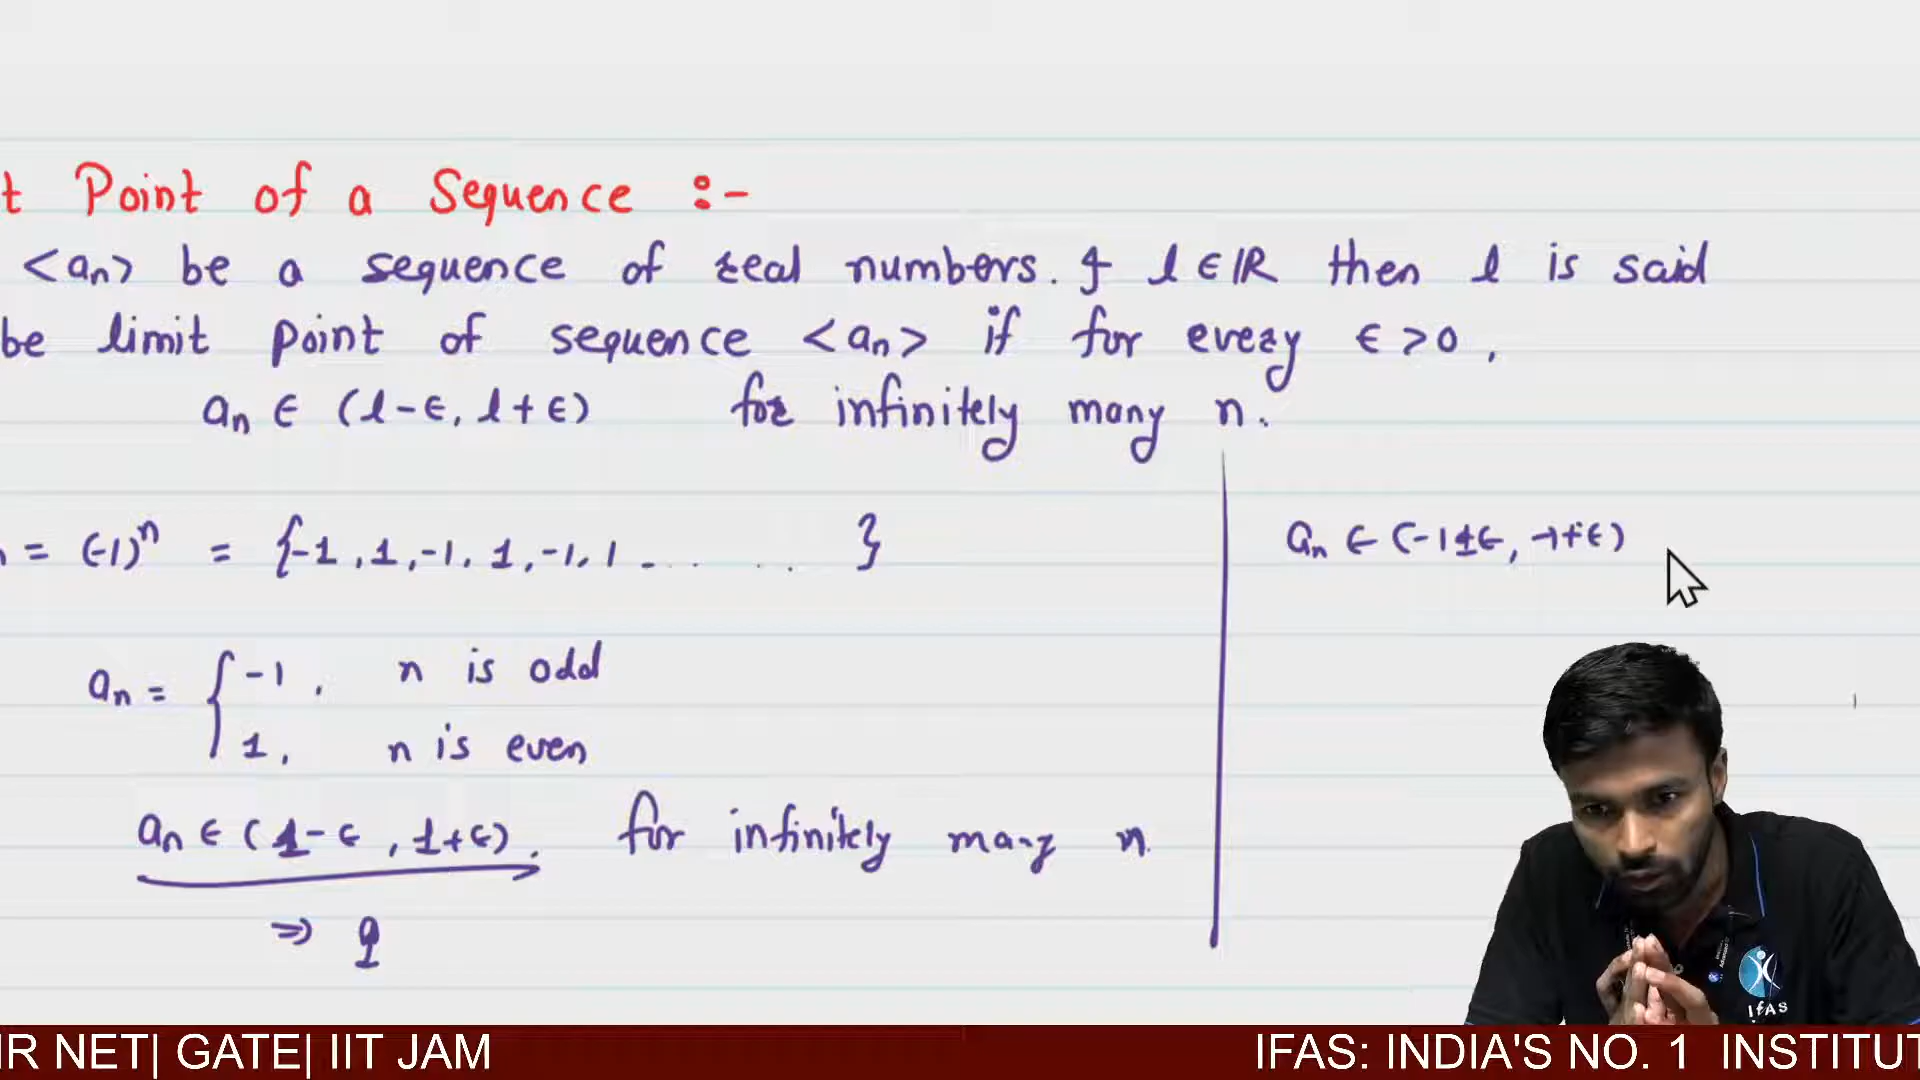 t Point of a Sequence :-
<an> be a sequence of real numbers. If l ∈ ℝ then l is said
be limit point of sequence <an> if for every ϵ > 0,
an ∈ (l-ϵ, l+ϵ) for infinitely many n.
= (-1)^n = {-1, 1, -1, 1, -1, 1 - . . . . }
an ∈ (-1±ϵ, -1+ϵ)
an = { -1, n is odd
1, n is even
an ∈ (1-ϵ, 1+ϵ). for infinitely many n.
⇒ 1
IFAS
IR NET| GATE| IIT JAM IFAS: INDIA'S NO. 1 INSTITUT